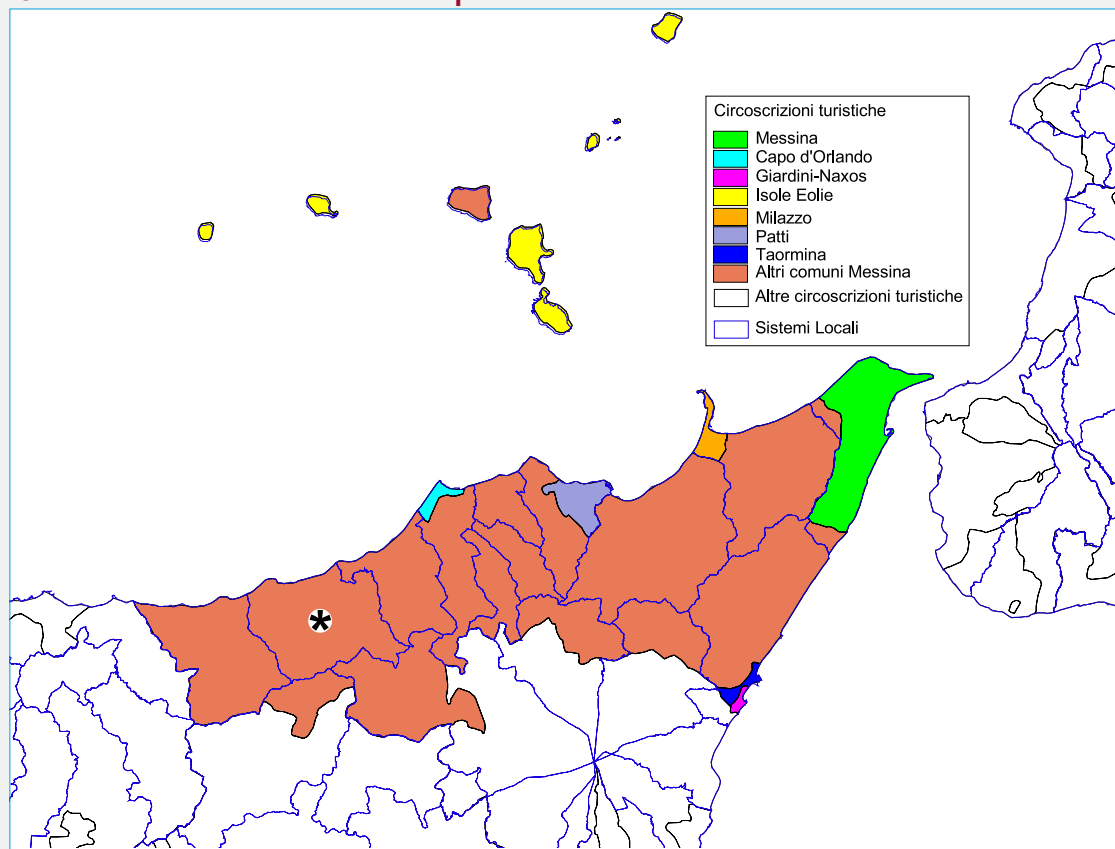 Circoscrizioni turistiche
Messina
Capo d'Orlando
Giardini-Naxos
Isole Eolie
Milazzo
Patti
Taormina
Altri comuni Messina
Altre circoscrizioni turistiche
Sistemi Locali
*